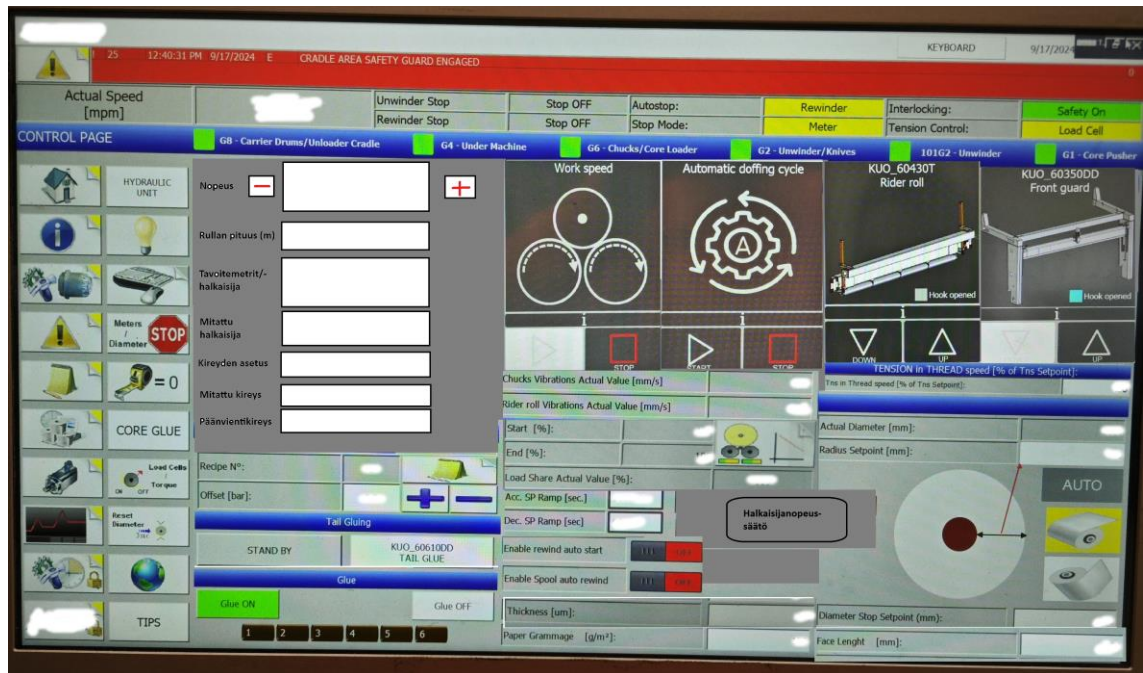 KEYBOARD
9/17/2024
25 12:40:31 PM 9/17/2024 E CRADLE AREA SAFETY GUARD ENGAGED
0
Actual Speed
[mpm]
Unwinder Stop Stop OFF Autostop: Rewinder Interlocking: Safety On
Rewinder Stop Stop OFF Stop Mode: Meter Tension Control: Load Cell
CONTROL PAGE
G8 - Carrier Drums/Unloader Cradle G4 - Under Machine G6 - Chucks/Core Loader G2 - Unwinder/Knives 101G2 - Unwinder G1 - Core Pusher
HYDRAULIC
UNIT
Meters
/
Diameter
STOP
= 0
CORE GLUE
Load Cells
/
Torque
ON OFF
Reset
Diameter
TIPS
Nopeus
Rullan pituus (m)
Tavoitemetrit/-
halkaisija
Mitattu
halkaisija
Kireyden asetus
Mitattu kireys
Päänvientikireys
Recipe N°:
Offset [bar]:
Tail Gluing
STAND BY
KUO_60610DD
TAIL GLUE
Glue
Glue ON Glue OFF
1 2 3 4 5 6
Work speed
i
STOP
Automatic doffing cycle
A
i
START STOP
KUO_60430T
Rider roll
Hook opened
i
DOWN UP
KUO_60350DD
Front guard
Hook opened
i
UP
Chucks Vibrations Actual Value [mm/s]
Rider roll Vibrations Actual Value [mm/s]
Start [%]:
End [%]:
Load Share Actual Value [%]:
Acc. SP Ramp [sec.]
Dec. SP Ramp [sec]
Halkaisijanopeus-
säätö
Enable rewind auto start OFF
Enable Spool auto rewind OFF
Thickness [um]:
Paper Grammage [g/m²]:
TENSION in THREAD speed [% of Tns Setpoint]:
Tns in Thread speed [% of Tns Setpoint]:
Actual Diameter [mm]:
Radius Setpoint [mm]:
AUTO
Diameter Stop Setpoint (mm):
Face Lenght [mm]: